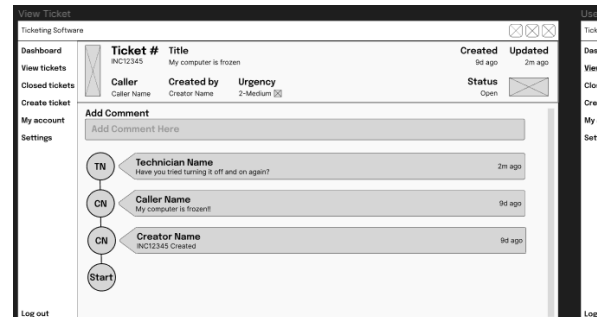 View Ticket
Ticketing Software
Dashboard
View tickets
Closed tickets
Create ticket
My account
Settings
Log out
Ticket # Title Created Updated
INC12345 My computer is frozen 9d ago 2m ago
Caller Created by Urgency Status
Caller Name Creator Name 2-Medium Open
Add Comment
Add Comment Here
TN Technician Name
Have you tried turning it off and on again? 2m ago
CN Caller Name
My computer is frozen!! 9d ago
CN Creator Name
INC12345 Created 9d ago
Start